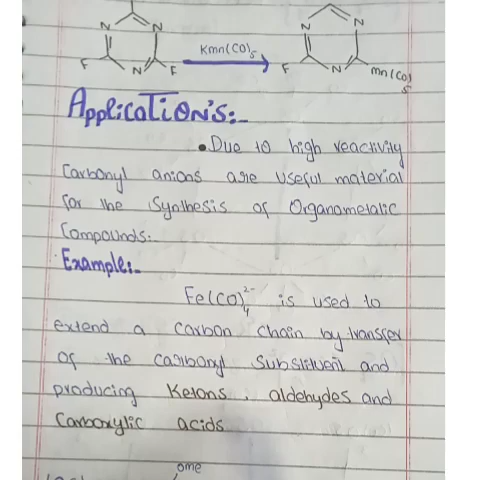 N N N N
KMn(CO)5
F N F F N Mn(CO)5
Applications:-
•Due to high reactivity
Carbonyl anions are useful material
for the Synthesis of Organometalic
Compounds:-
Example:-
Fe(CO)4²⁻ is used to
extend a carbon chain by transfer
of the carbonyl Substituent and
producing Ketons, aldehydes and
Carboxylic acids
ome